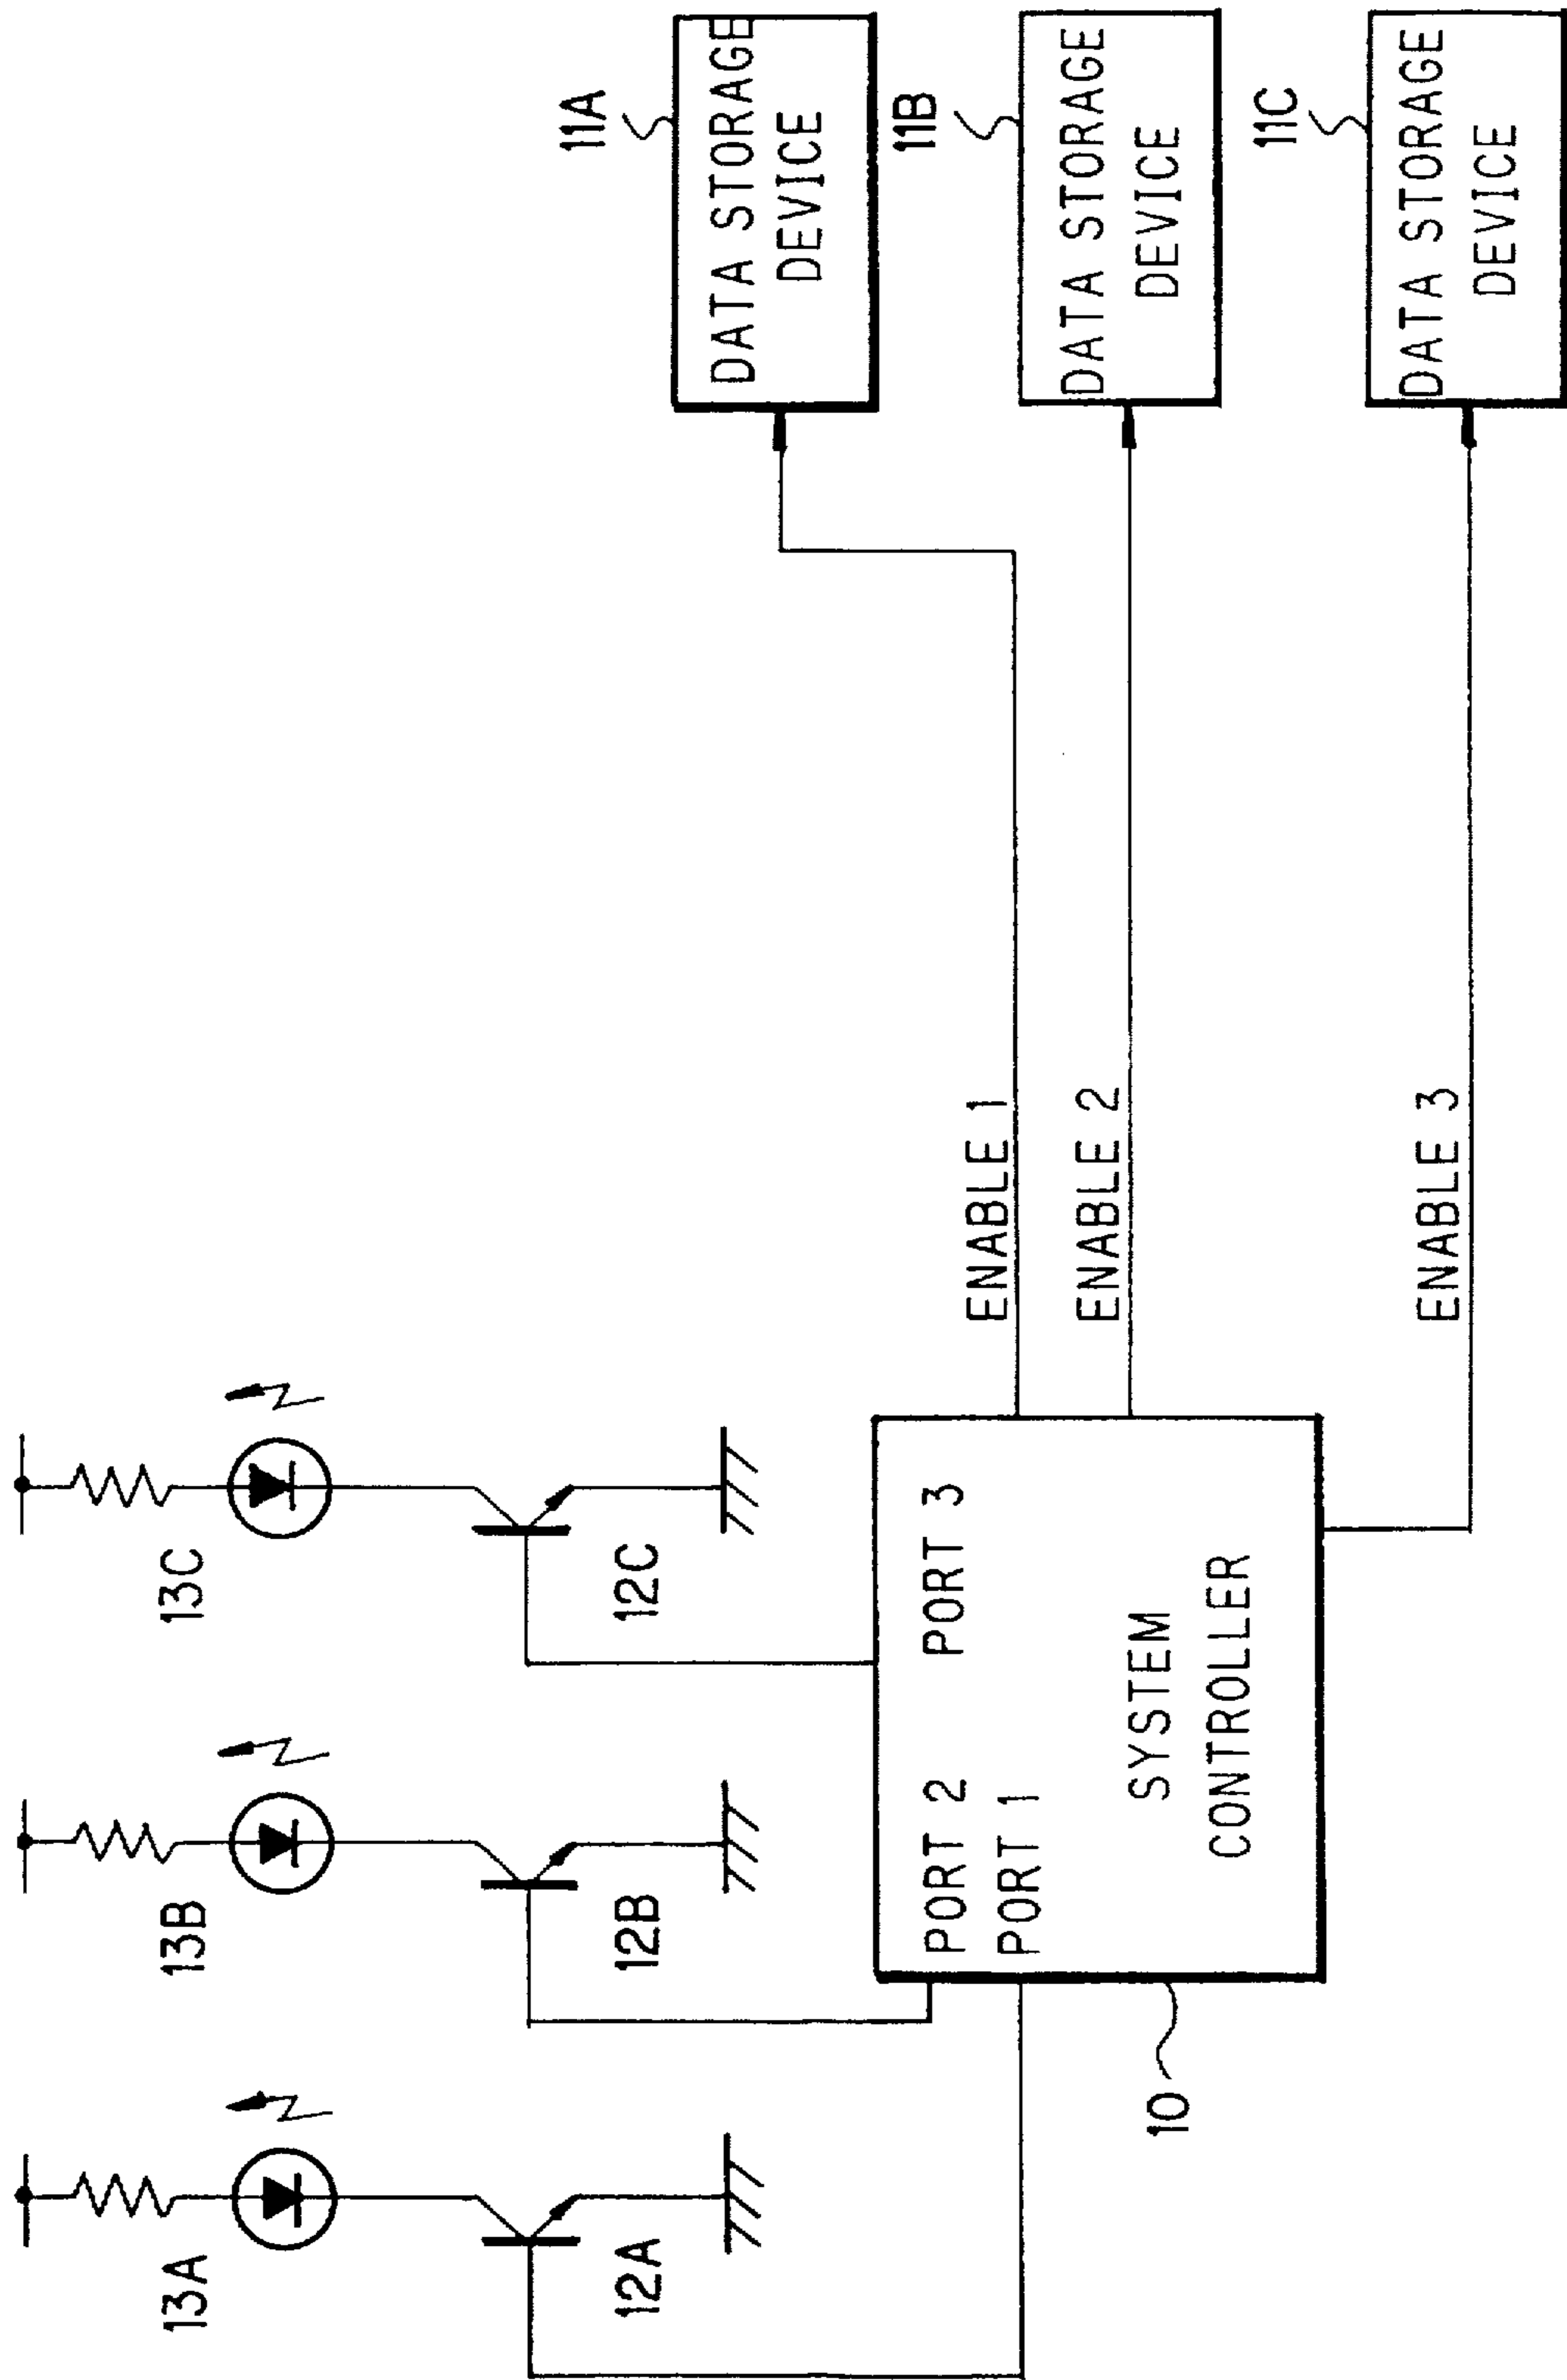 13A
13B
13C
12A
12B
12C
PORT 2
PORT 1
PORT 3
SYSTEM
CONTROLLER
10
ENABLE 1
ENABLE 2
ENABLE 3
11A
DATA STORAGE
DEVICE
11B
DATA STORAGE
DEVICE
11C
DATA STORAGE
DEVICE